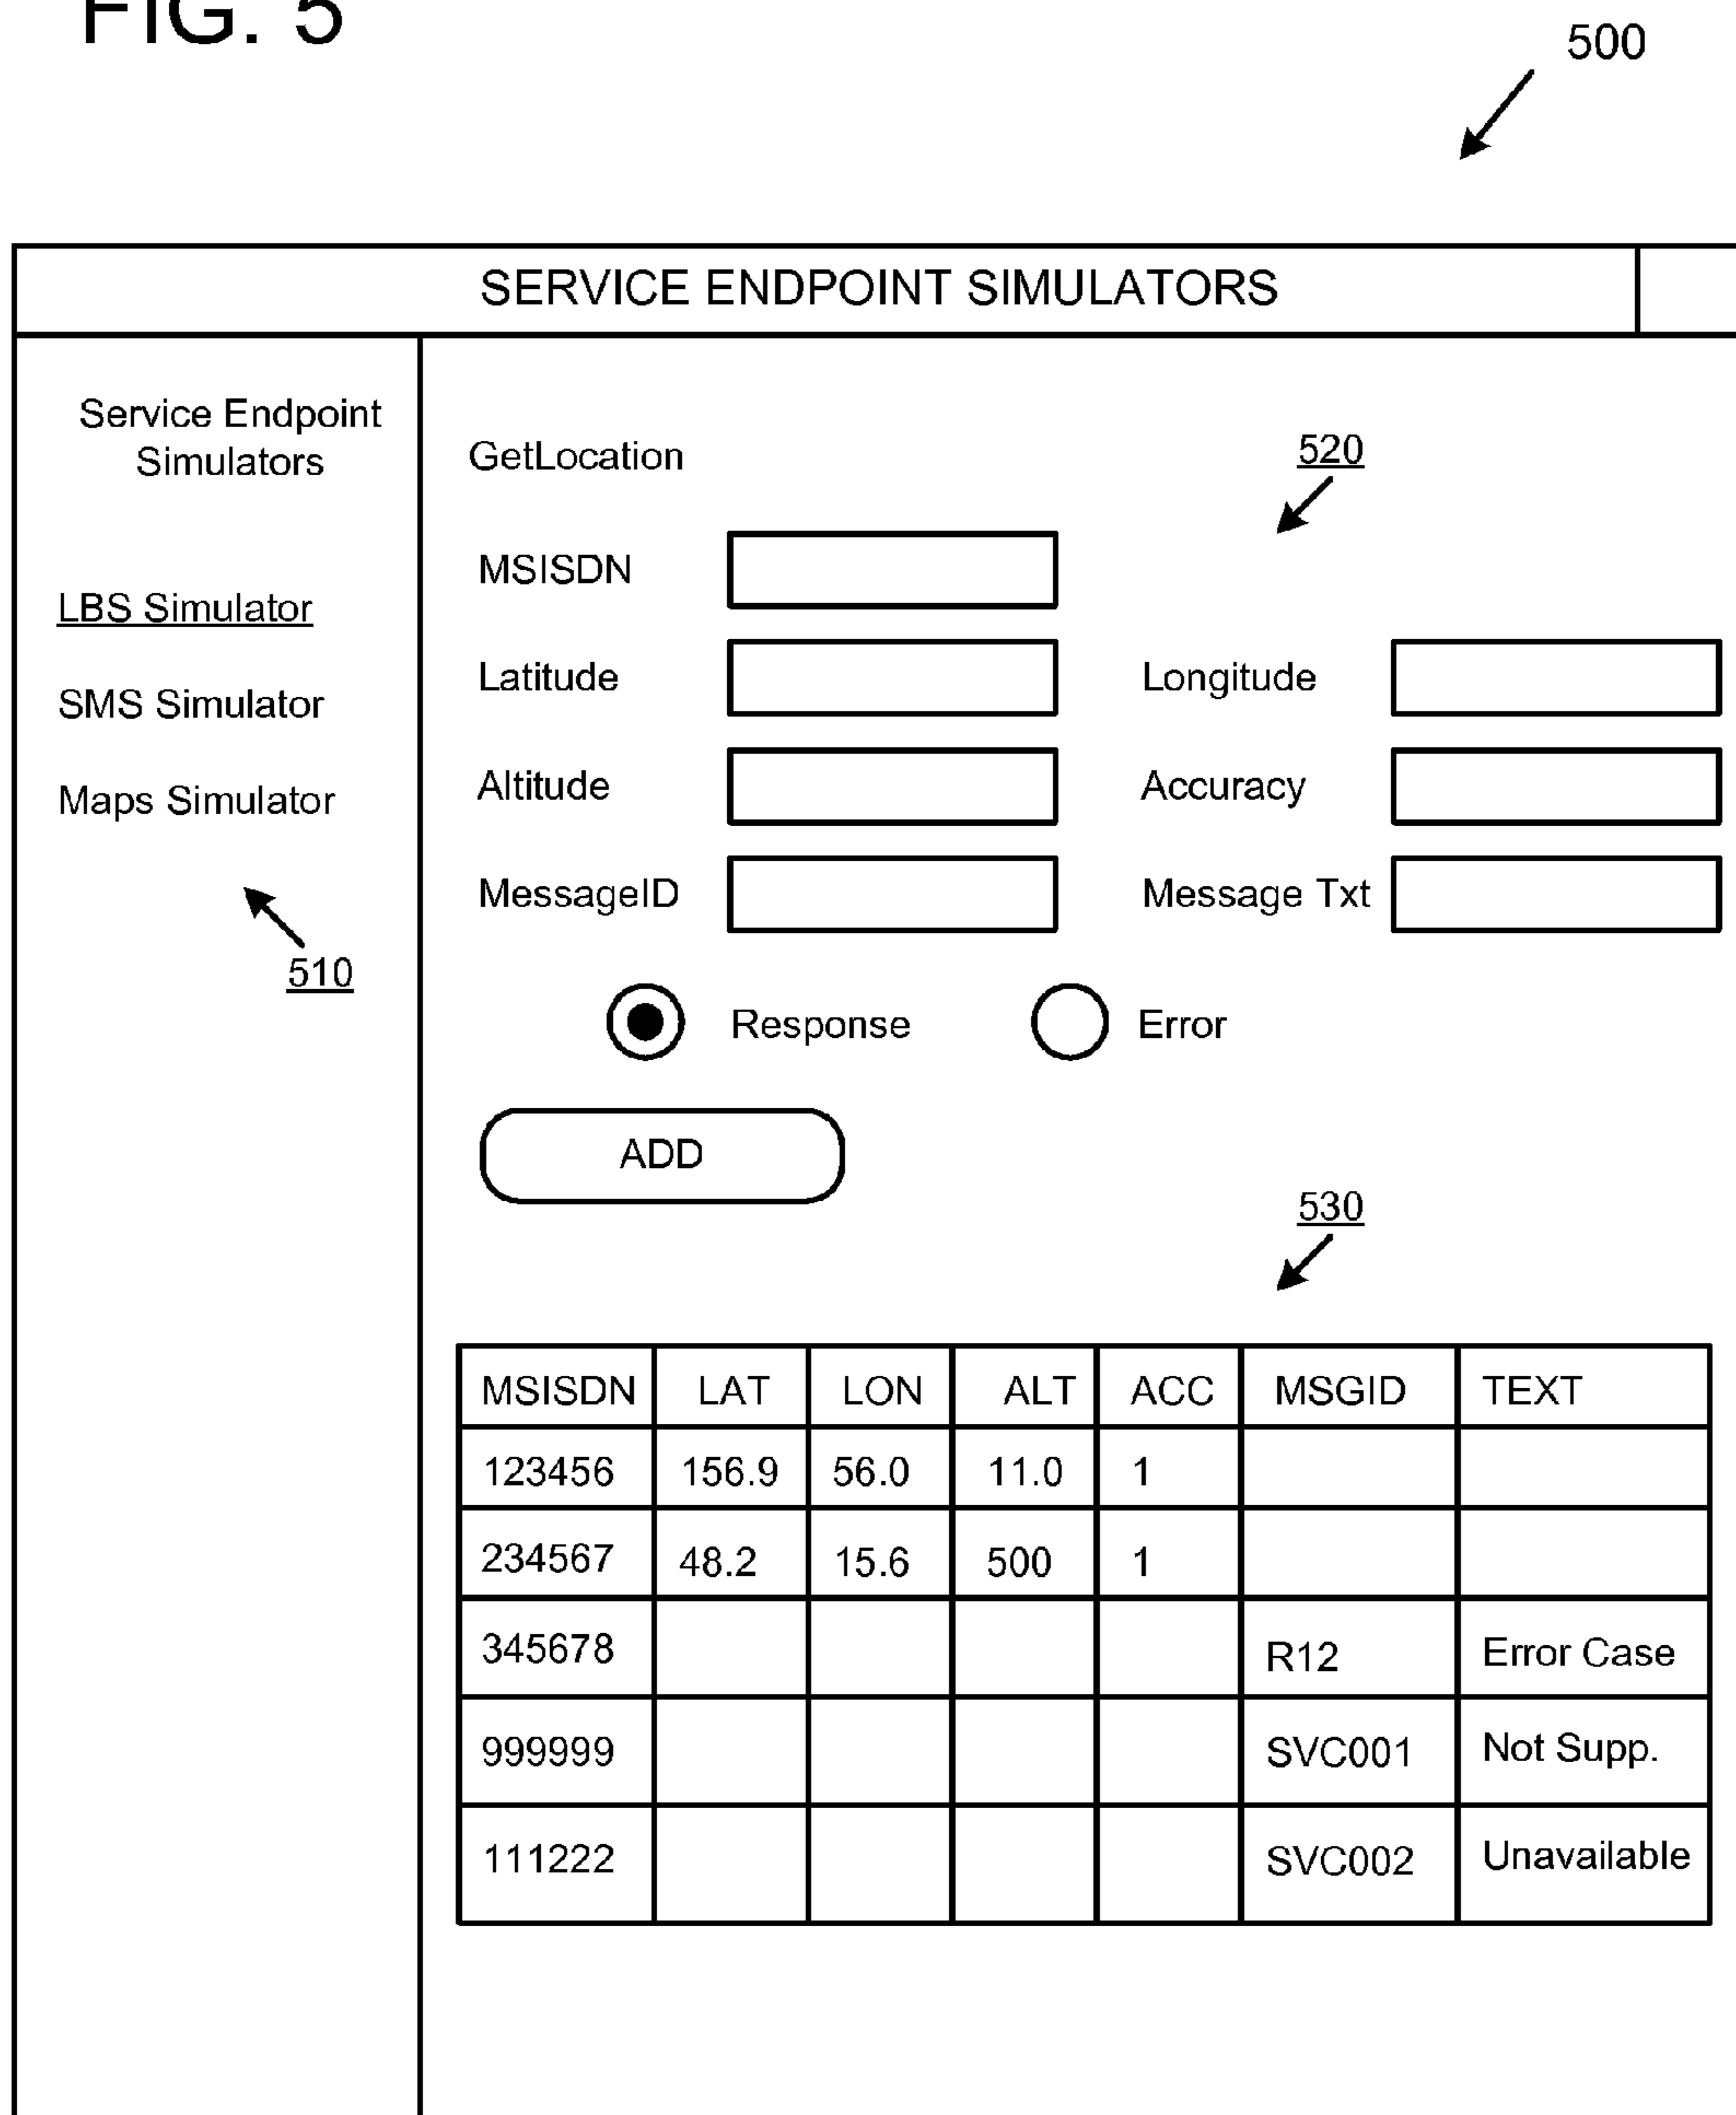 FIG. 5
500
SERVICE ENDPOINT SIMULATORS
Service Endpoint
Simulators
LBS Simulator
SMS Simulator
Maps Simulator
510
GetLocation
520
MSISDN
Latitude Longitude
Altitude Accuracy
MessageID Message Txt
Response Error
ADD
530
MSISDN LAT LON ALT ACC MSGID TEXT
123456 156.9 56.0 11.0 1
234567 48.2 15.6 500 1
345678 R12 Error Case
999999 SVC001 Not Supp.
111222 SVC002 Unavailable